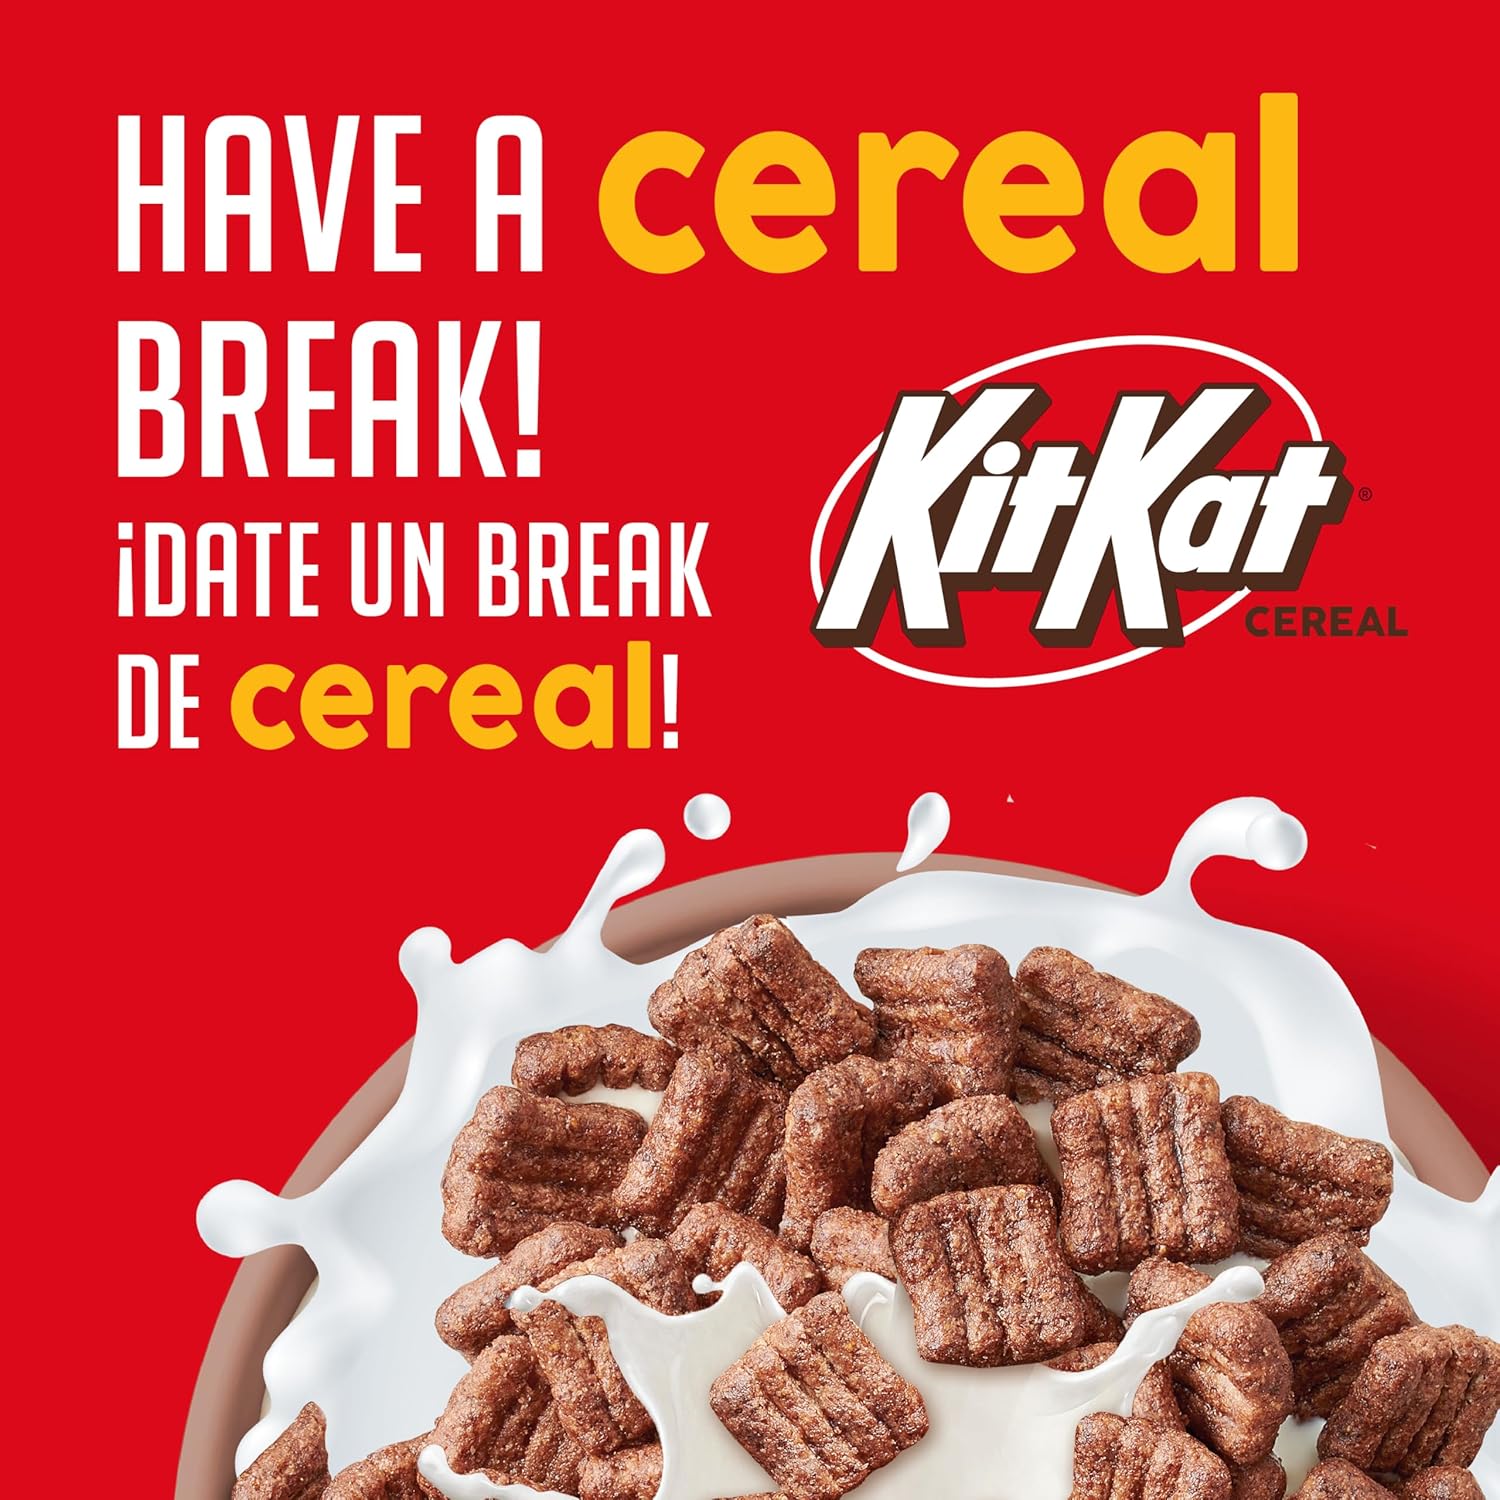 HAVE A cereal
BREAK!
¡DATE UN BREAK
DE cereal!
KitKat®
CEREAL